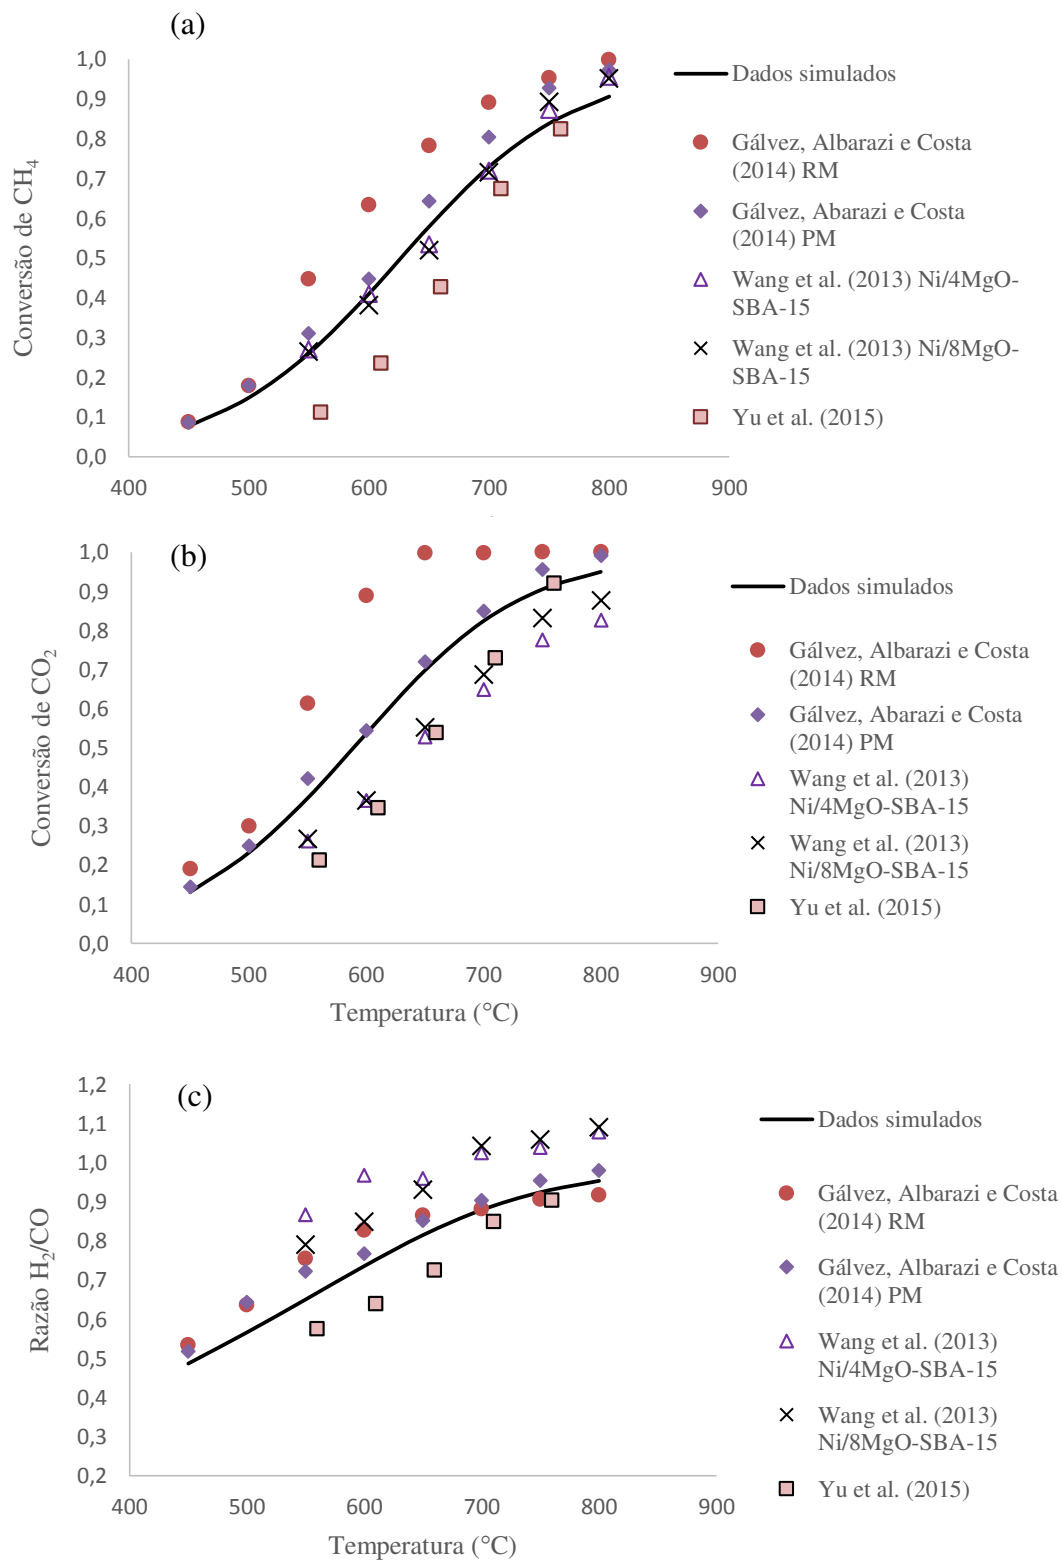 (a)
Conversão de CH4
1,0
0,9
0,8
0,7
0,6
0,5
0,4
0,3
0,2
0,1
0,0
400 500 600 700 800 900
Dados simulados
Gálvez, Albarazi e Costa
(2014) RM
Gálvez, Abarazi e Costa
(2014) PM
Wang et al. (2013) Ni/4MgO-
SBA-15
Wang et al. (2013) Ni/8MgO-
SBA-15
Yu et al. (2015)
(b)
Conversão de CO2
1,0
0,9
0,8
0,7
0,6
0,5
0,4
0,3
0,2
0,1
0,0
400 500 600 700 800 900
Temperatura (°C)
Dados simulados
Gálvez, Albarazi e Costa
(2014) RM
Gálvez, Abarazi e Costa
(2014) PM
Wang et al. (2013)
Ni/4MgO-SBA-15
Wang et al. (2013)
Ni/8MgO-SBA-15
Yu et al. (2015)
(c)
Razão H2/CO
1,2
1,1
1,0
0,9
0,8
0,7
0,6
0,5
0,4
0,3
0,2
400 500 600 700 800 900
Temperatura (°C)
Dados simulados
Gálvez, Albarazi e Costa
(2014) RM
Gálvez, Albarazi e Costa
(2014) PM
Wang et al. (2013)
Ni/4MgO-SBA-15
Wang et al. (2013)
Ni/8MgO-SBA-15
Yu et al. (2015)